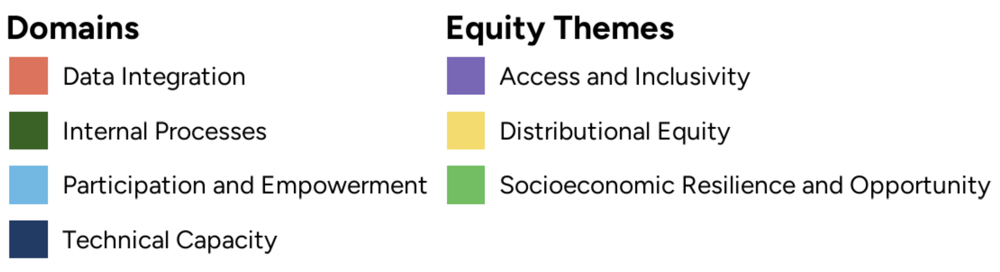 Domains
Data Integration
Internal Processes
Participation and Empowerment
Technical Capacity
Equity Themes
Access and Inclusivity
Distributional Equity
Socioeconomic Resilience and Opportunity